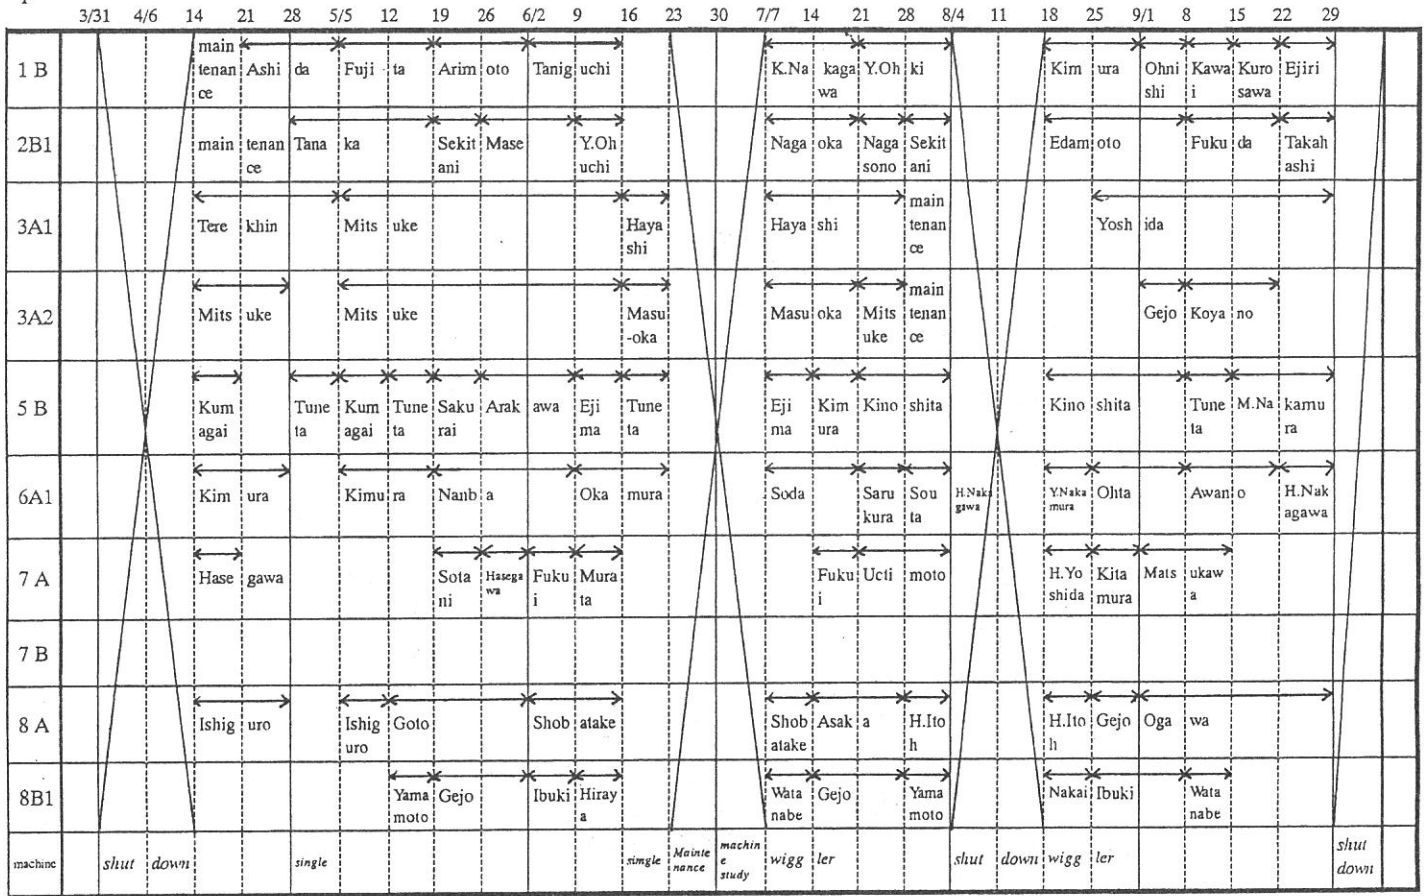 3/31 4/6 14 21 28 5/5 12 19 26 6/2 9 16 23 30 7/7 14 21 28 8/4 11 18 25 9/1 8 15 22 29
main Ashi da Fuji ta Arim oto Tanig uchi K.Na kaga Y.Oh ki Kim ura Ohni Kawa Kuro Ejiri
1 B tenan wa shi i sawa
ce
2B1 main tenan Tana ka Sekit Mase Y.Oh Naga oka Naga Sekit Edam oto Fuku da Takah
ce ani uchi sono ani ashi
main
3A1 Tere khin Mits uke Haya Haya shi tenan Yosh ida
shi ce
main
3A2 Mits uke Mits uke Masu Masu oka Mits tenan Gejo Koya no
-oka uke ce
5 B Kum Tune Kum Tune Saku Arak awa Eji Tune Eji Kim Kino shita Kino shita Tune M.Na kamu
agai ta agai ta rai ma ta ma ura ta ra
6A1 Kim ura Kimu ra Nanb a Oka mura Soda Saru Sou H.Naka Y.Naka Ohta Awan o H.Nak
kura ta gawa mura agawa
7 A Hase gawa Sota Hasega Fuku Mura Fuku Ucti moto H.Yo Kita Mats ukaw
ni wa i ta i shida mura a
7 B
8 A Ishig uro Ishig Goto Shob atake Shob Asak a H.Ito H.Ito Gejo Oga wa
uro atake h h
8B1 Yama Gejo Ibuki Hiray Wata Gejo Yama Nakai Ibuki Wata
moto a nabe moto nabe
machine shut down single simgle Mainte nance machin e study wigg ler shut down wigg ler shut down